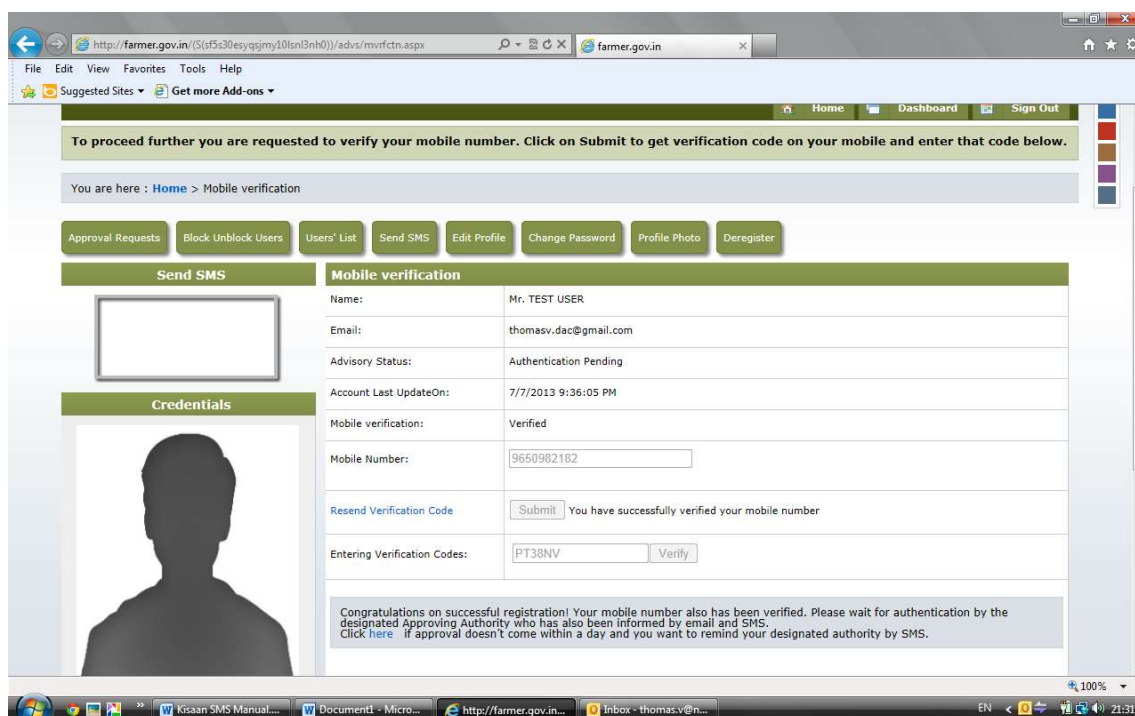 http://farmer.gov.in/(S(sf5s30esyqsjmy10lsnl3nh0))/advs/mvrfctn.aspx
farmer.gov.in
File Edit View Favorites Tools Help
Suggested Sites Get more Add-ons
Home Dashboard Sign Out
To proceed further you are requested to verify your mobile number. Click on Submit to get verification code on your mobile and enter that code below.
You are here : Home > Mobile verification
Approval Requests Block Unblock Users Users' List Send SMS Edit Profile Change Password Profile Photo Deregister
Send SMS
Mobile verification
Name: Mr. TEST USER
Email: thomasv.dac@gmail.com
Advisory Status: Authentication Pending
Account Last UpdateOn: 7/7/2013 9:36:05 PM
Credentials
Mobile verification: Verified
Mobile Number: 9650982182
Resend Verification Code Submit You have successfully verified your mobile number
Entering Verification Codes: PT38NV Verify
Congratulations on successful registration! Your mobile number also has been verified. Please wait for authentication by the
designated Approving Authority who has also been informed by email and SMS.
Click here if approval doesn't come within a day and you want to remind your designated authority by SMS.
100%
Kisaan SMS Manual.... Document1 - Micro... http://farmer.gov.in... Inbox - thomas.v@n... EN 21:31